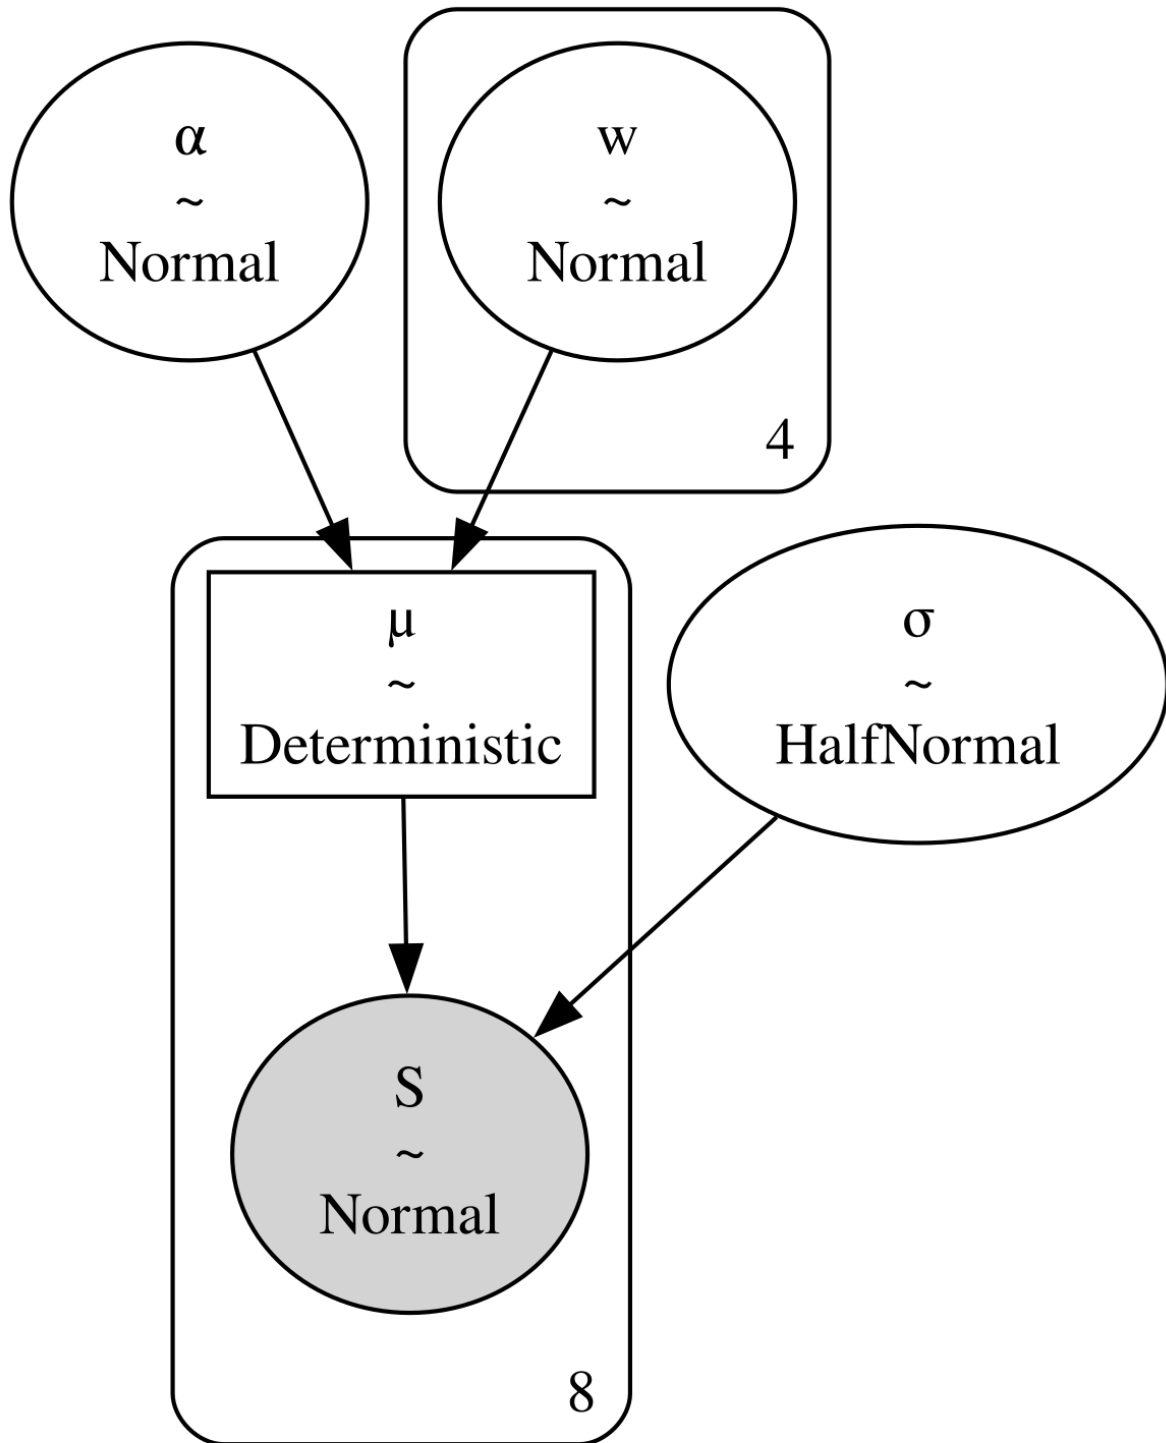 α
~
Normal
w
~
Normal
4
μ
~
Deterministic
σ
~
HalfNormal
S
~
Normal
8